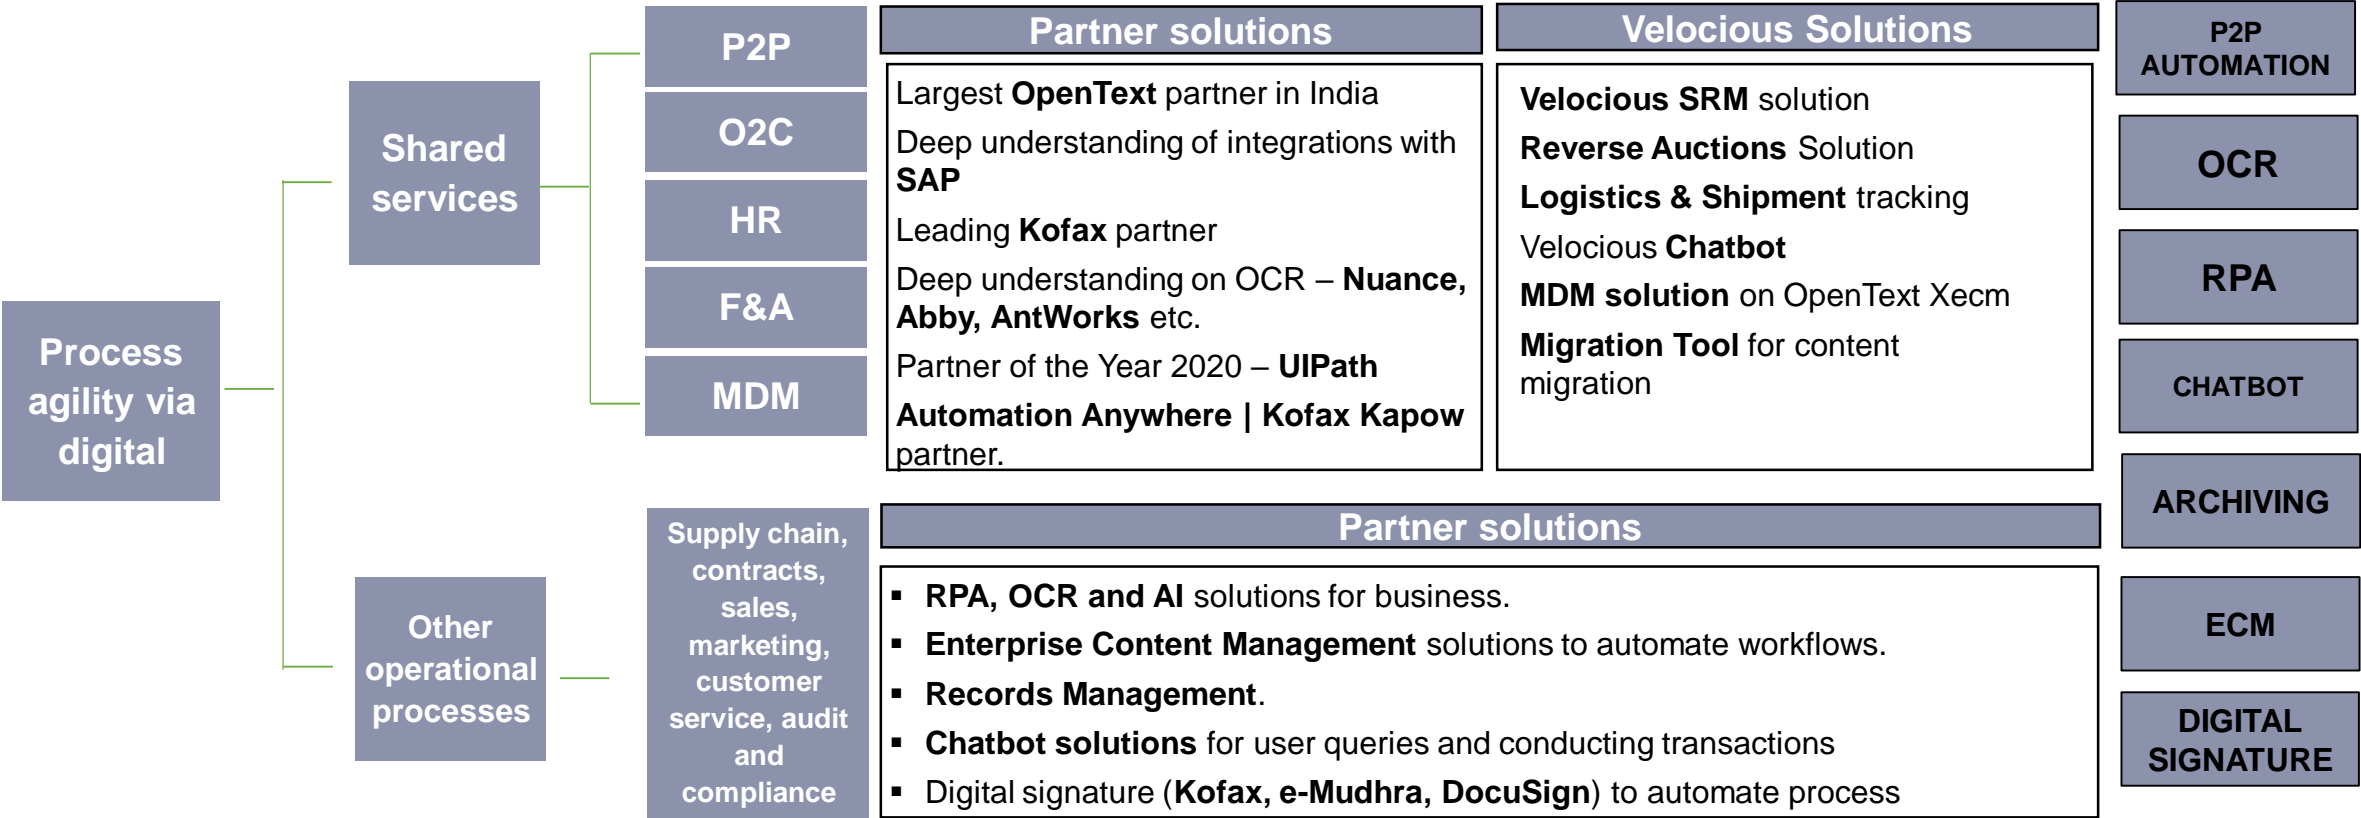 Process
agility via
digital
Shared
services
P2P
O2C
HR
F&A
MDM
Partner solutions
Largest OpenText partner in India
Deep understanding of integrations with
SAP
Leading Kofax partner
Deep understanding on OCR – Nuance,
Abby, AntWorks etc.
Partner of the Year 2020 – UIPath
Automation Anywhere | Kofax Kapow
partner.
Velocious Solutions
Velocious SRM solution
Reverse Auctions Solution
Logistics & Shipment tracking
Velocious Chatbot
MDM solution on OpenText Xecm
Migration Tool for content
migration
Other
operational
processes
Supply chain,
contracts,
sales,
marketing,
customer
service, audit
and
compliance
Partner solutions
▪ RPA, OCR and AI solutions for business.
▪ Enterprise Content Management solutions to automate workflows.
▪ Records Management.
▪ Chatbot solutions for user queries and conducting transactions
▪ Digital signature (Kofax, e-Mudhra, DocuSign) to automate process
P2P
AUTOMATION
OCR
RPA
CHATBOT
ARCHIVING
ECM
DIGITAL
SIGNATURE